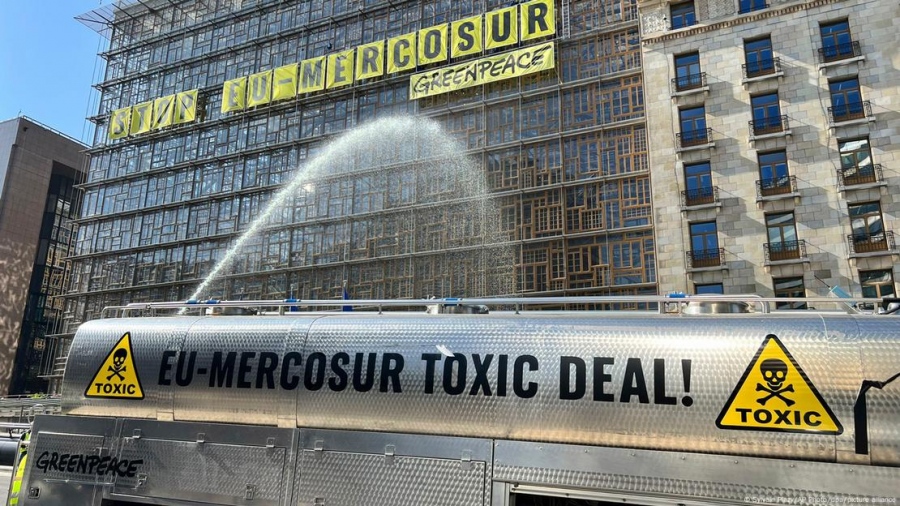 STOP EU-MERCOSUR
GREENPEACE
EU-MERCOSUR TOXIC DEAL!
TOXIC
TOXIC
GREENPEACE